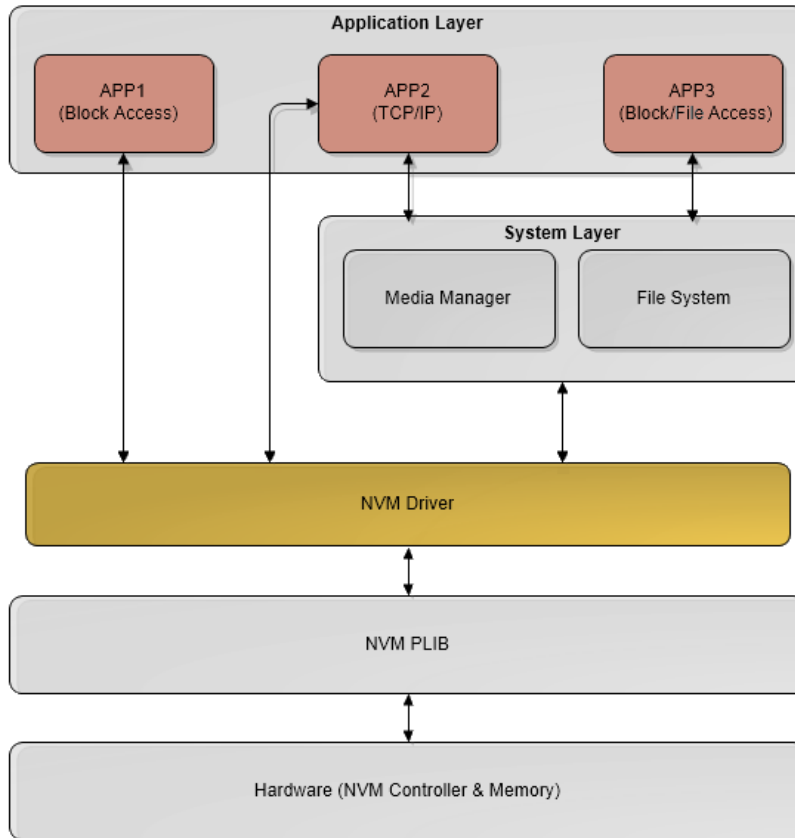 Application Layer
APP1
(Block Access)
APP2
(TCP/IP)
APP3
(Block/File Access)
System Layer
Media Manager
File System
NVM Driver
NVM PLIB
Hardware (NVM Controller & Memory)